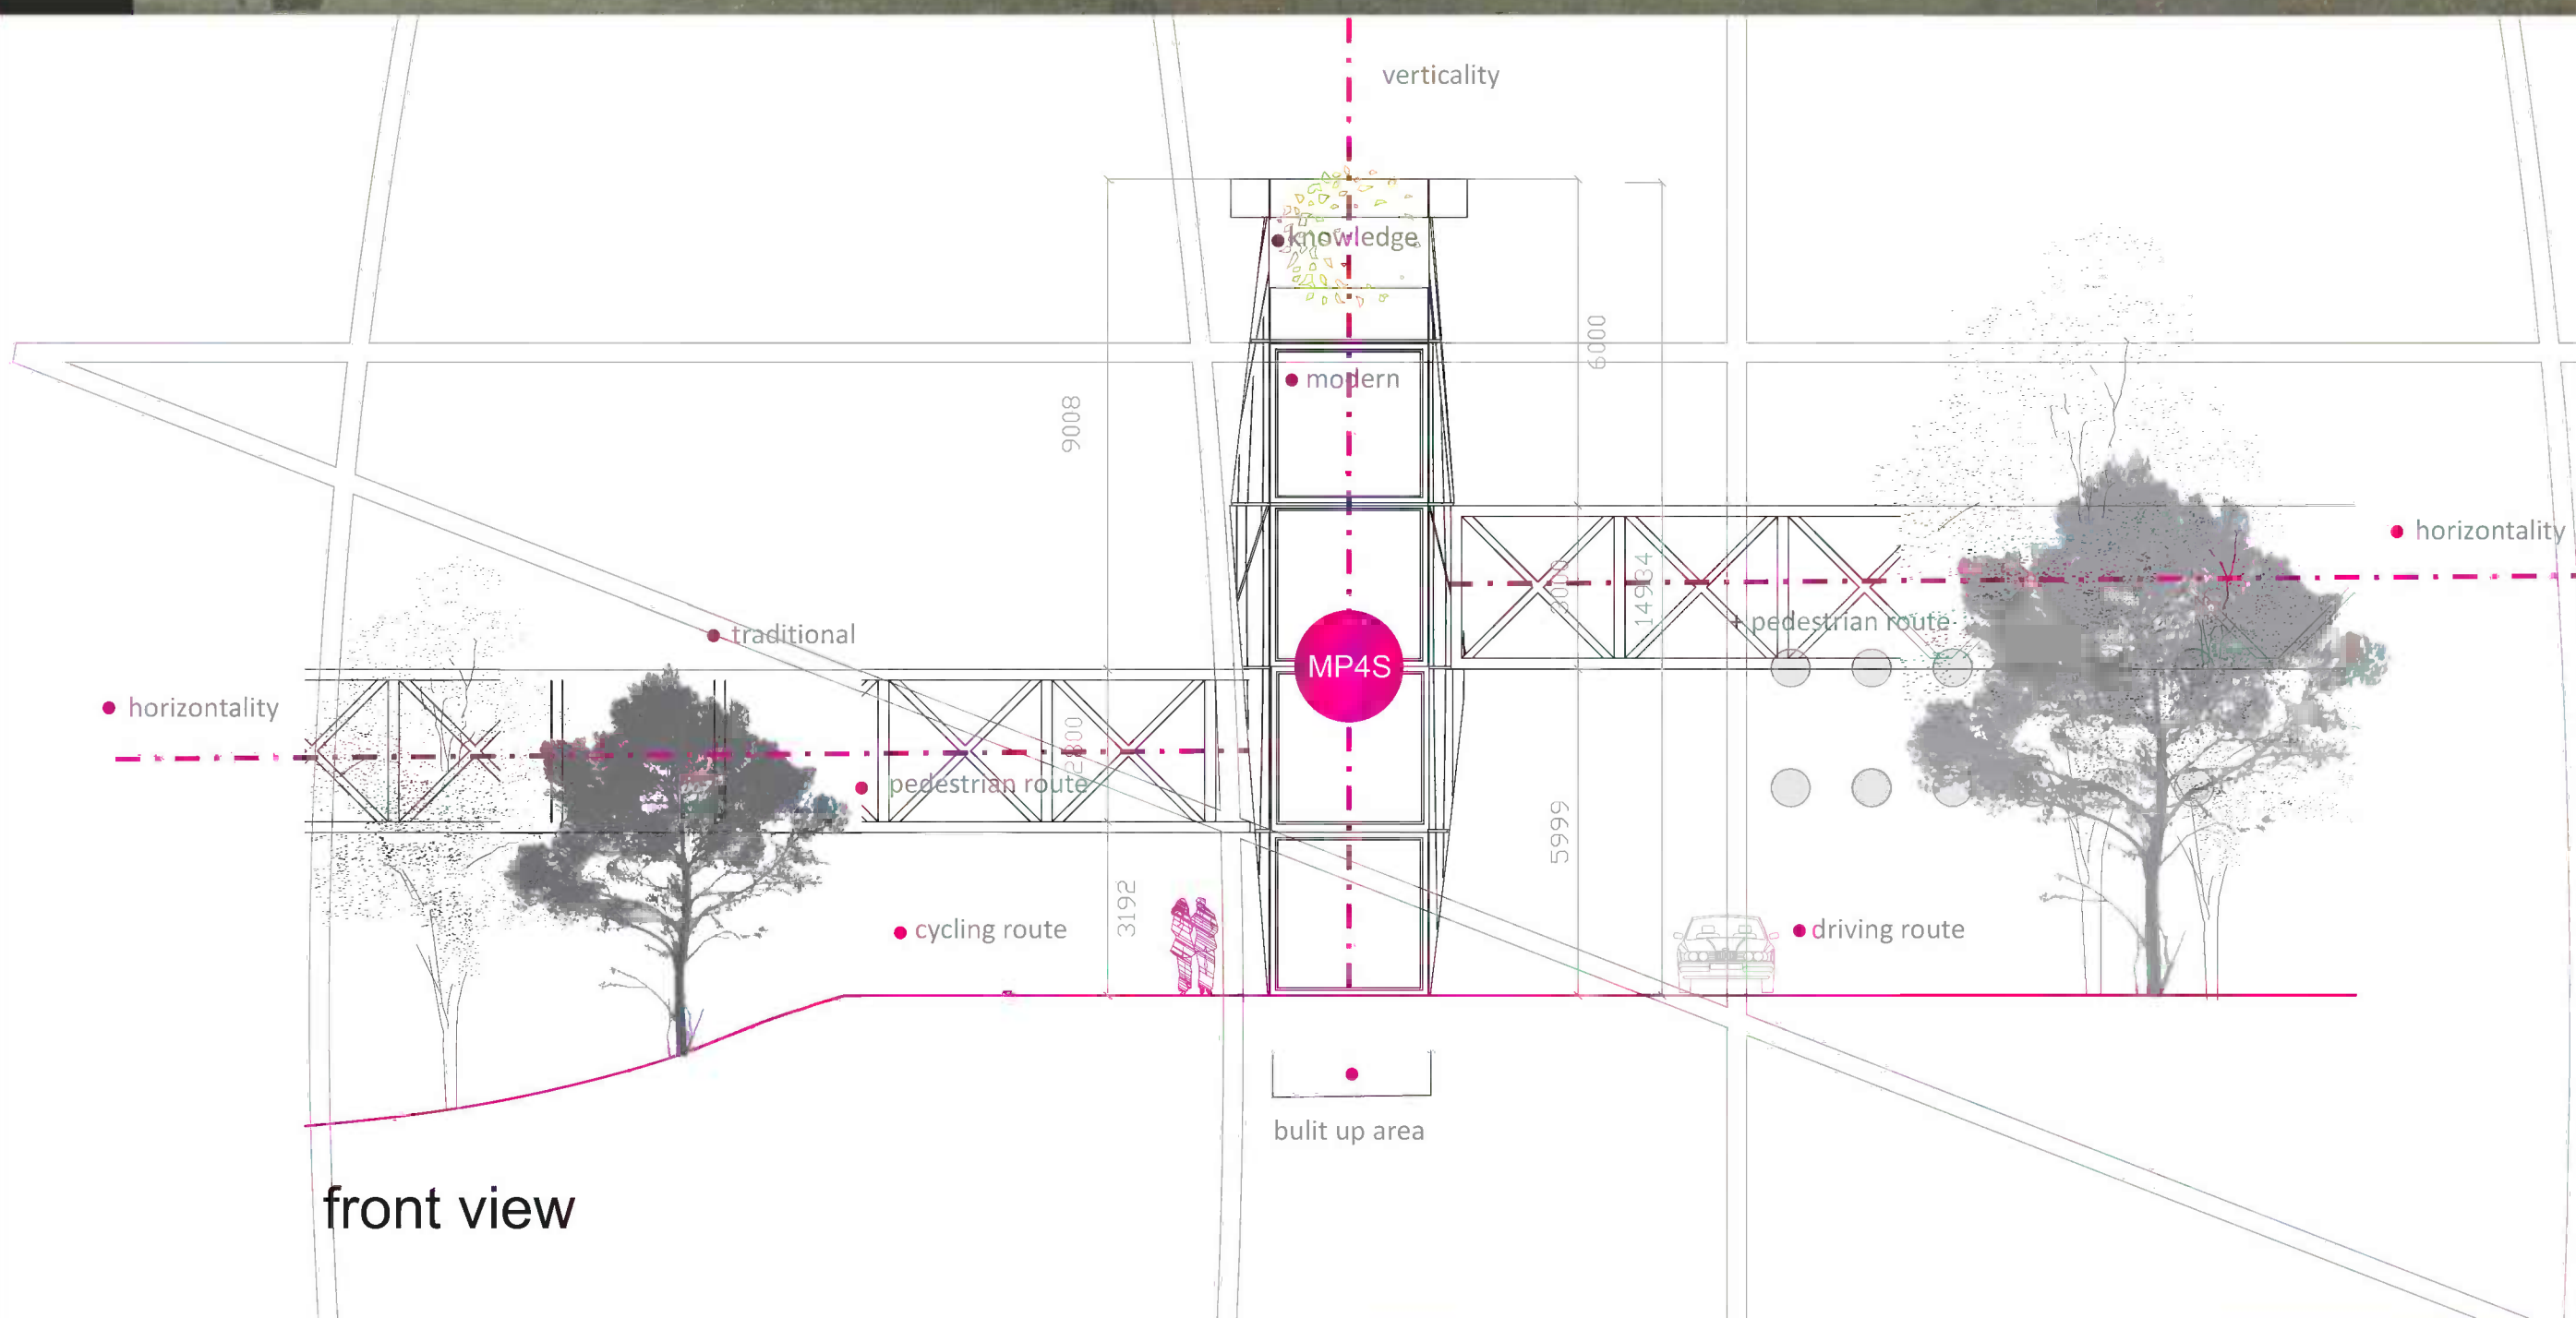 verticality
knowledge
6000
modern
9008
horizontality
3000
14984
+ pedestrian route
traditional
MP4S
horizontality
2800
pedestrian route
5999
3192
cycling route
driving route
bulit up area
front view